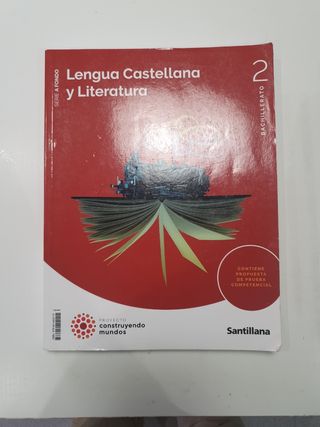 SERIE A FONDO
Lengua Castellana
y Literatura
2
BACHILLERATO
CONTIENE
PROPUESTA
DE PRUEBA
COMPETENCIAL
PROYECTO
construyendo
mundos
Santillana